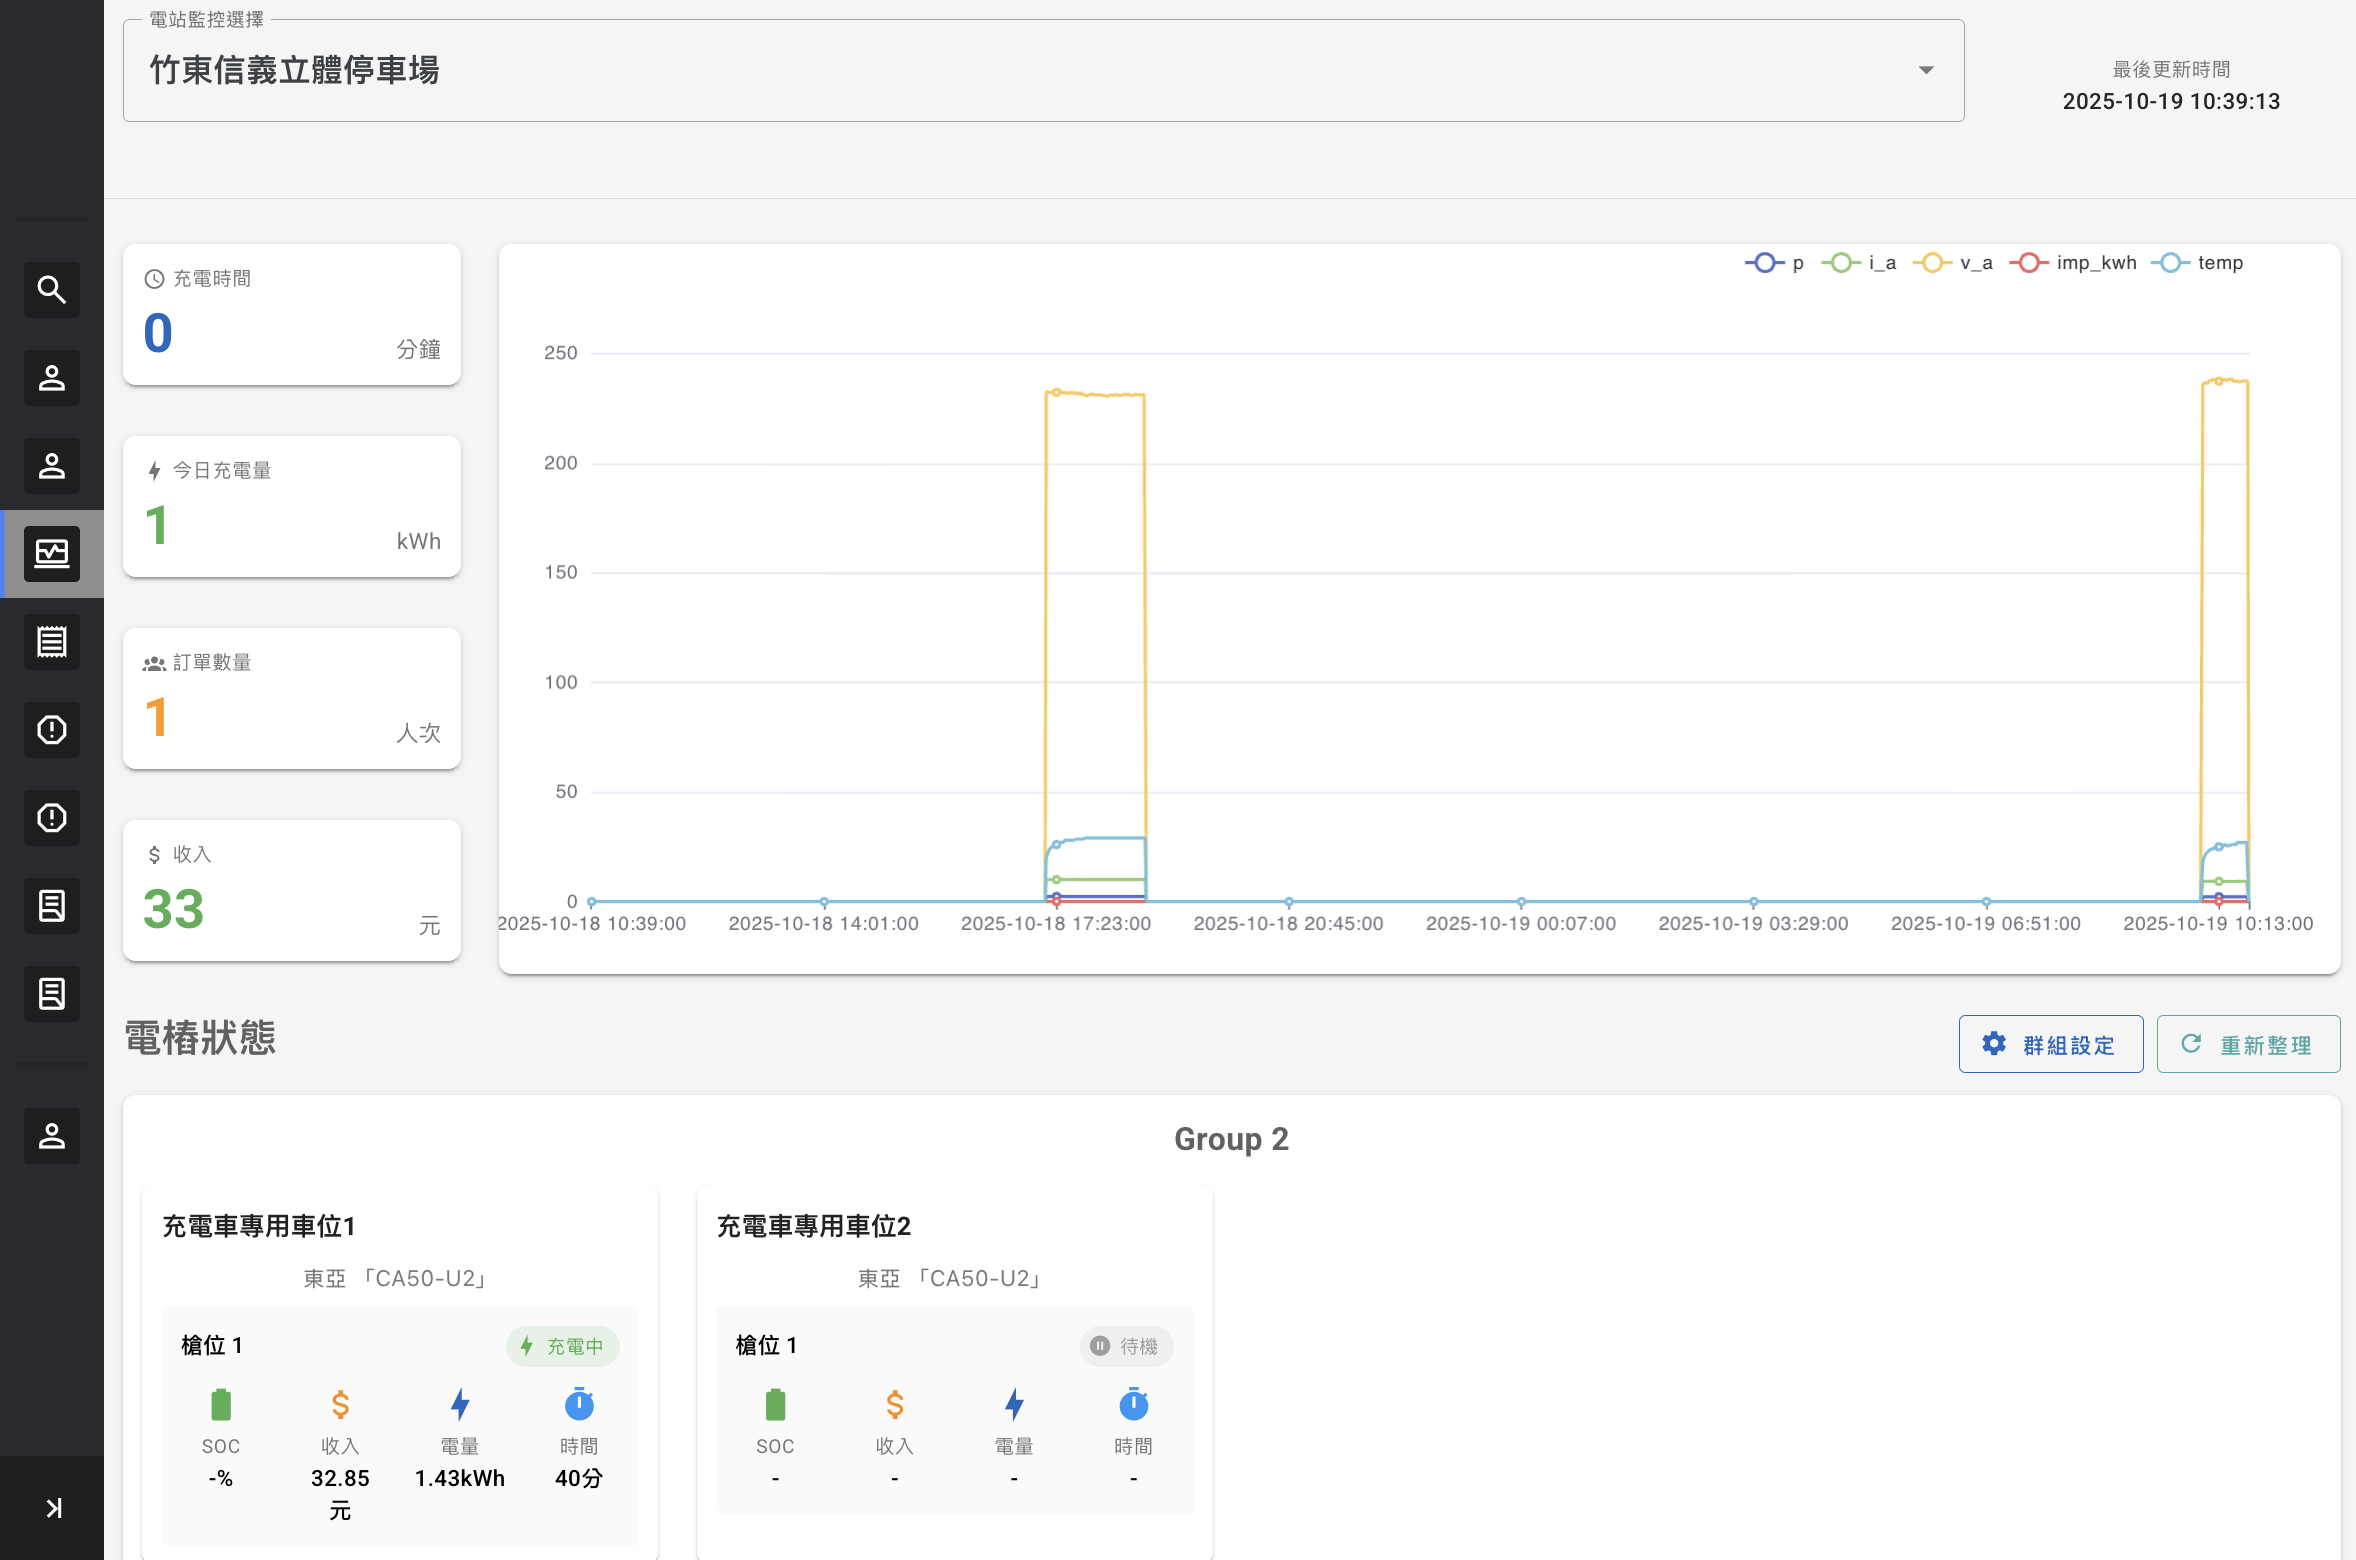 電站監控選擇
竹東信義立體停車場
最後更新時間
2025-10-19 10:39:13
充電時間
0
分鐘
今日充電量
1
kWh
訂單數量
1
人次
收入
33
元
p i_a v_a imp_kwh temp
250
200
150
100
50
0
2025-10-18 10:39:00 2025-10-18 14:01:00 2025-10-18 17:23:00 2025-10-18 20:45:00 2025-10-19 00:07:00 2025-10-19 03:29:00 2025-10-19 06:51:00 2025-10-19 10:13:00
電樁狀態
群組設定
重新整理
Group 2
充電車專用車位1
東亞 「CA50-U2」
槍位 1
充電中
SOC 收入 電量 時間
-% 32.85 1.43kWh 40分
元
充電車專用車位2
東亞 「CA50-U2」
槍位 1
待機
SOC 收入 電量 時間
- - - -